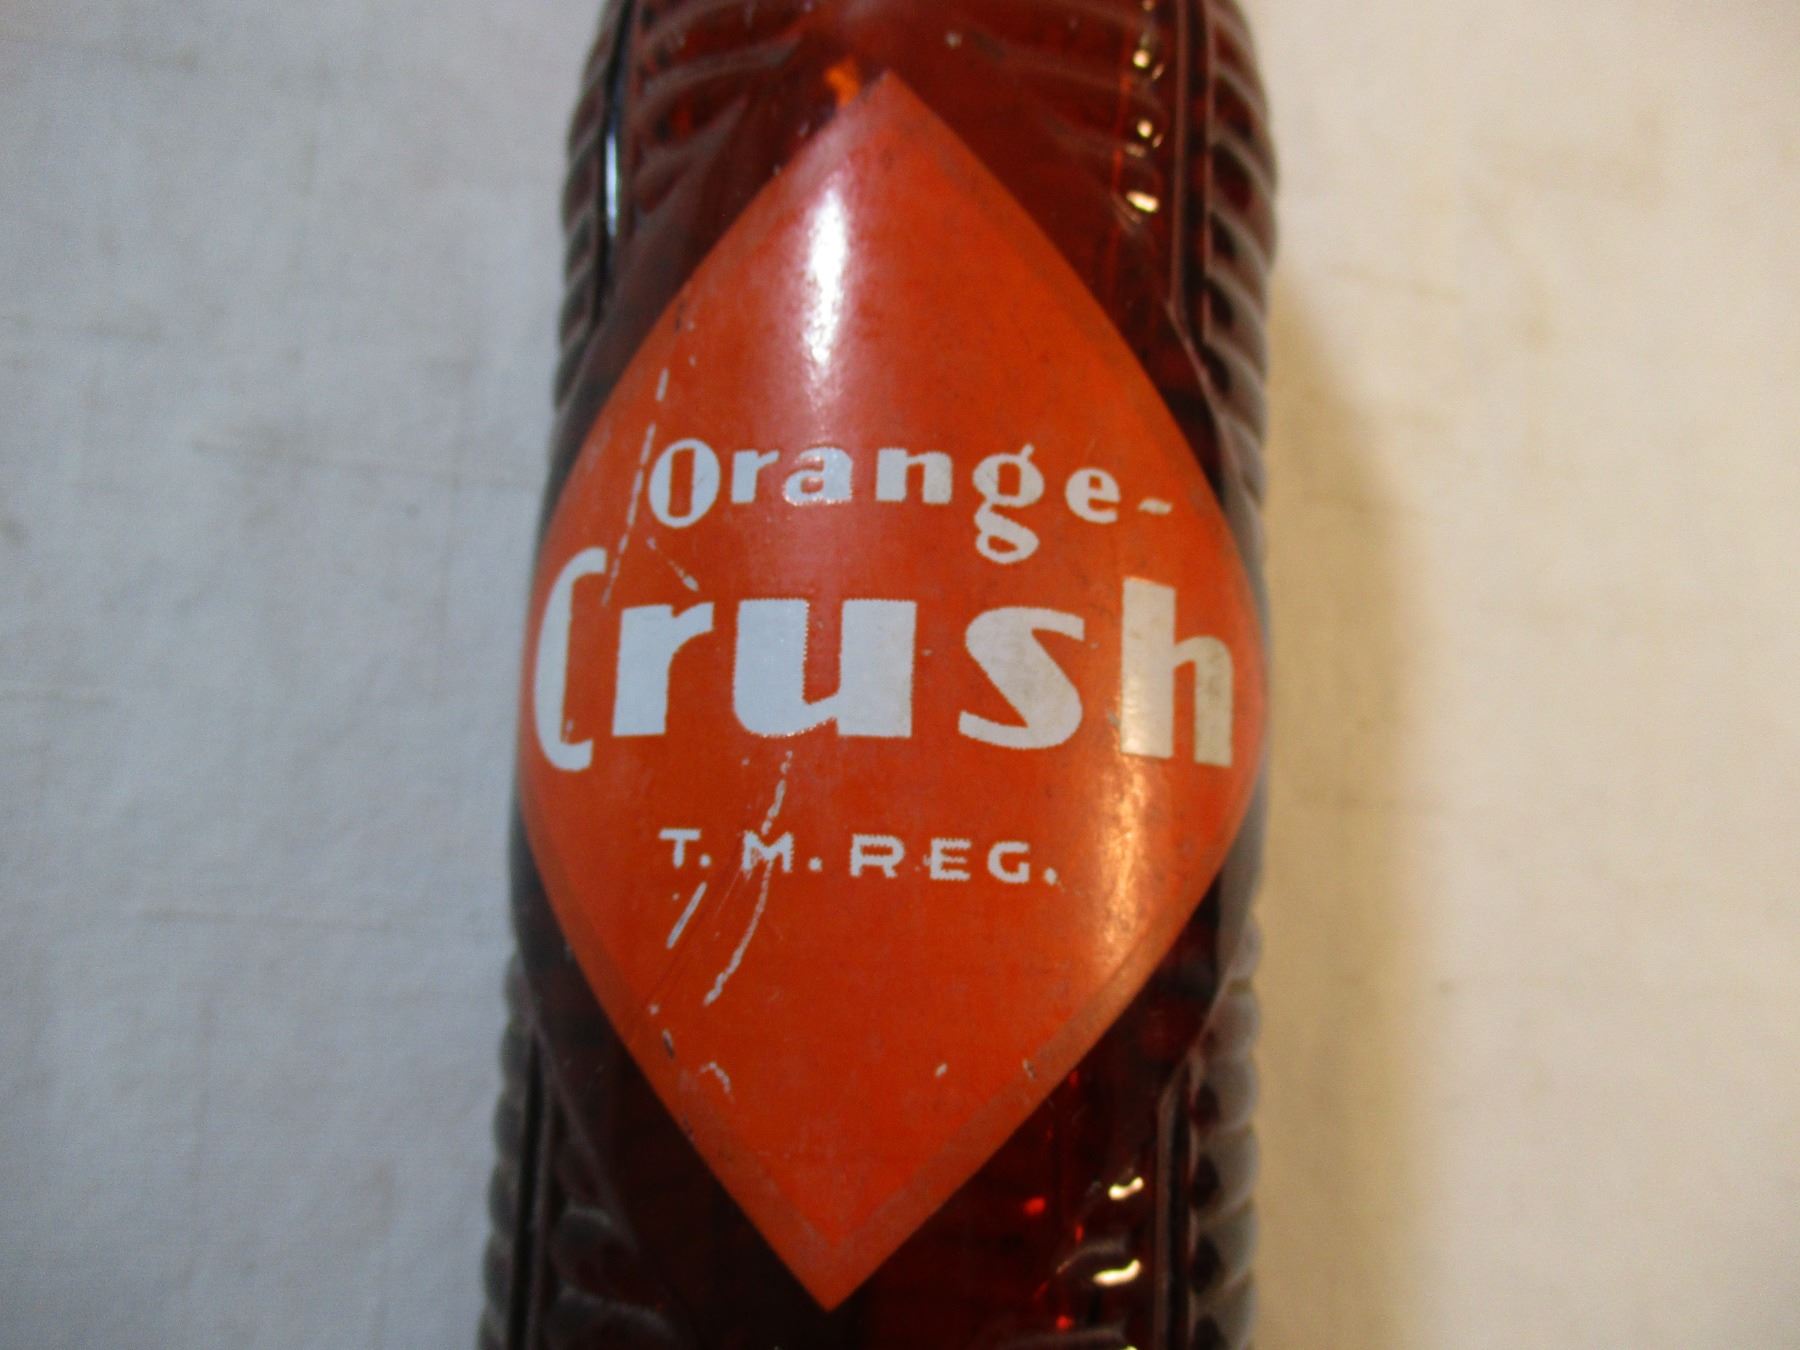 Orange-
Crush
T. M. REG.